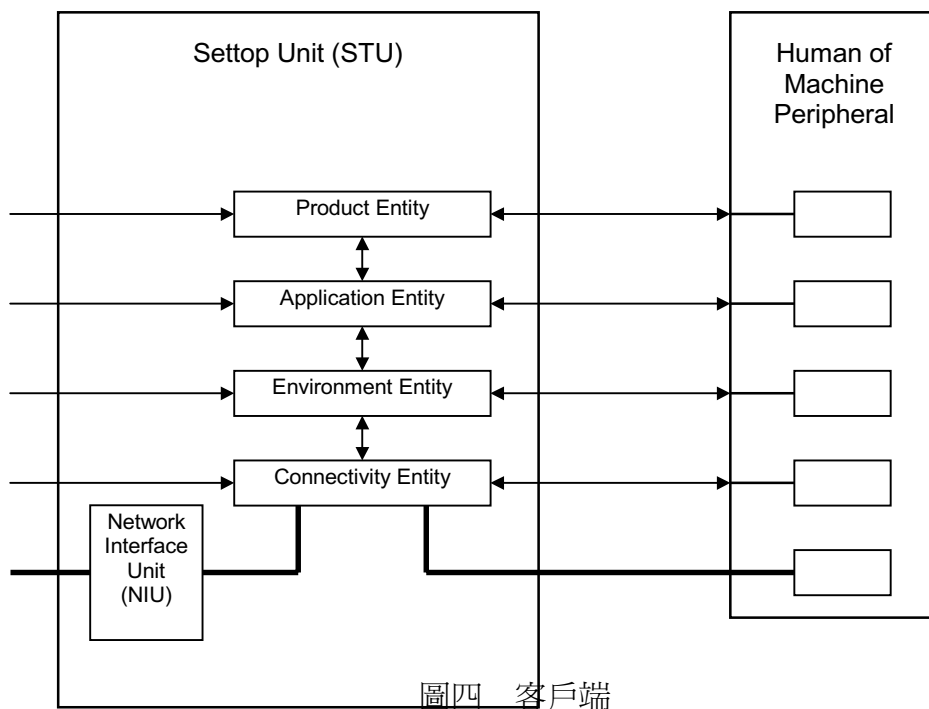 Settop Unit (STU)
Human of
Machine
Peripheral
Product Entity
Application Entity
Environment Entity
Connectivity Entity
Network
Interface
Unit
(NIU)
圖四 客戶端